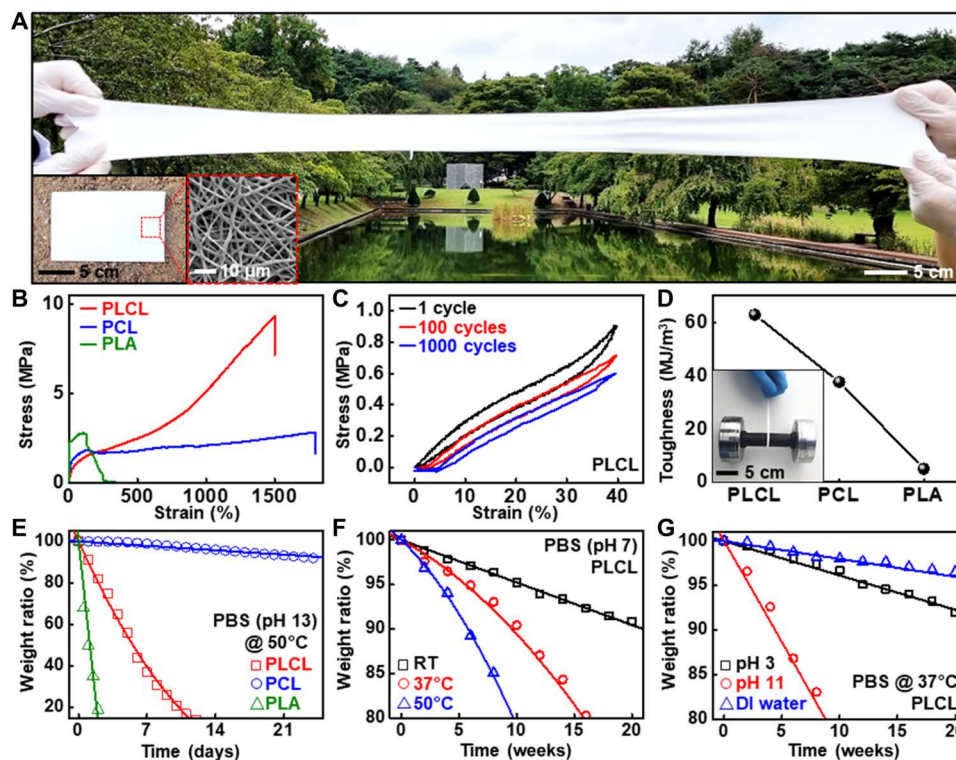 A
5 cm
10 μm
5 cm
B
PLCL
PCL
PLA
10
5
0
Stress (MPa)
0 500 1000 1500
Strain (%)
C
1 cycle
100 cycles
1000 cycles
0.8
0.6
0.4
0.2
0.0
Stress (MPa)
PLCL
0 10 20 30 40
Strain (%)
D
60
40
20
0
Toughness (MJ/m³)
5 cm
PLCL PCL PLA
E
100
80
60
40
20
Weight ratio (%)
PBS (pH 13)
@ 50°C
PLCL
PCL
PLA
0 7 14 21
Time (days)
F
100
95
90
85
80
Weight ratio (%)
PBS (pH 7)
PLCL
RT
37°C
50°C
0 5 10 15 20
Time (weeks)
G
100
95
90
85
80
Weight ratio (%)
pH 3
pH 11
DI water
PBS @ 37°C
PLCL
0 5 10 15 20
Time (weeks)